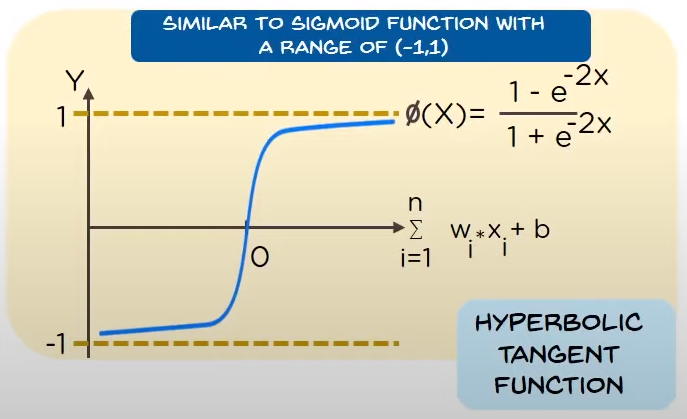 SIMILAR TO SIGMOID FUNCTION WITH
A RANGE OF (-1,1)
Y
1
ø(X)= 1 - e^-2x / 1 + e^-2x
n
Σ w_i*x_i + b
i=1
0
-1
HYPERBOLIC
TANGENT
FUNCTION